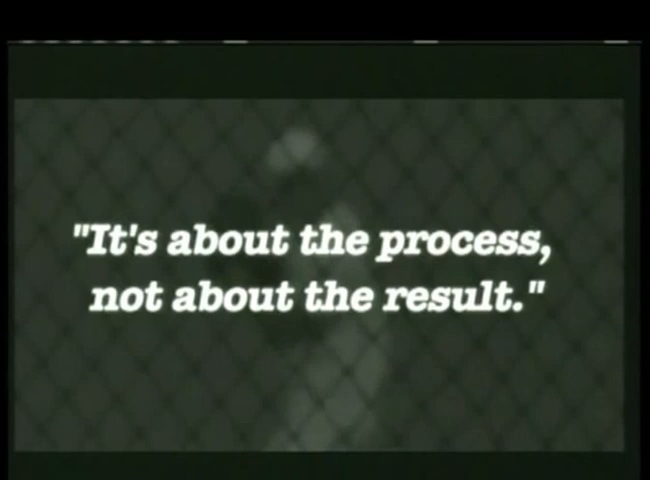 "It's about the process,
not about the result."